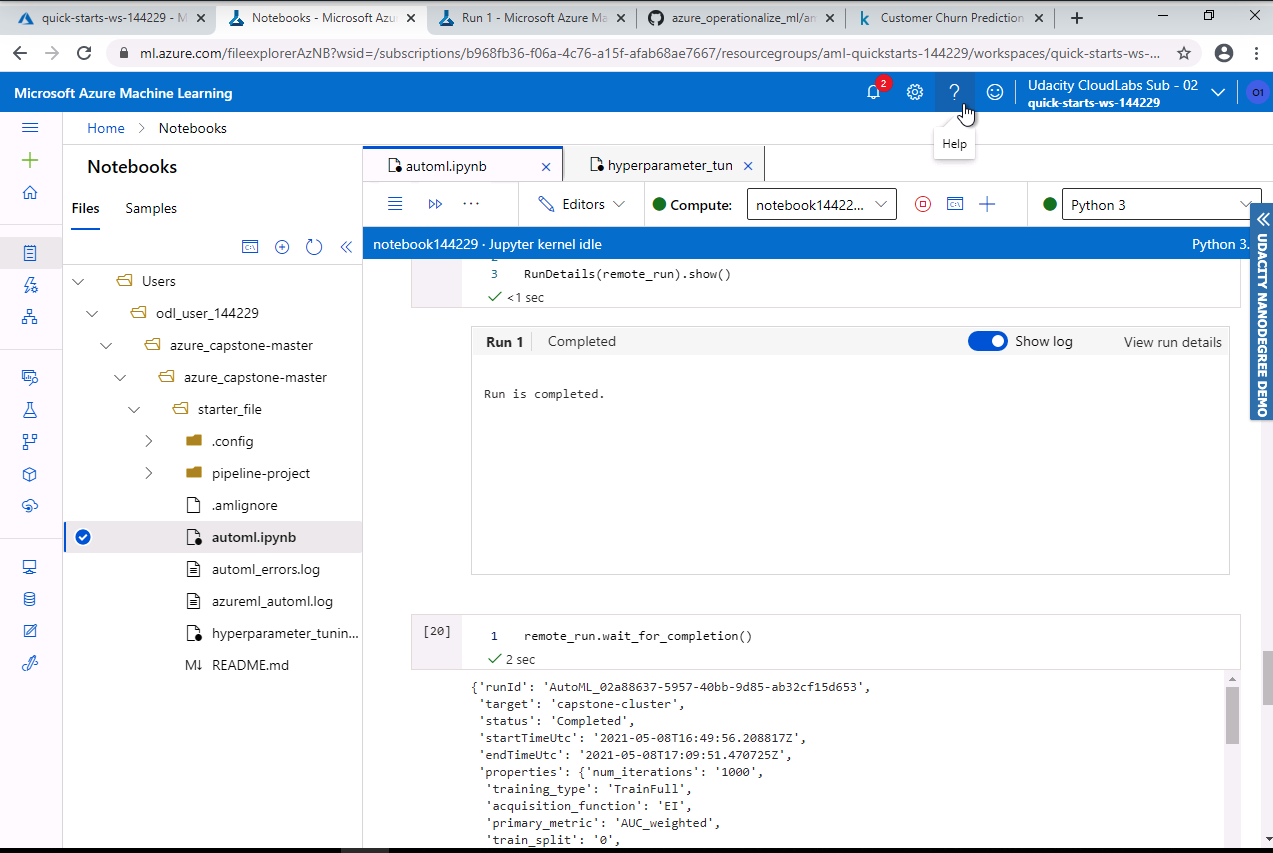 quick-starts-ws-144229 - M
Notebooks - Microsoft Azur
Run 1 - Microsoft Azure Ma
azure_operationalize_ml/am
Customer Churn Prediction
ml.azure.com/fileexplorerAzNB?wsid=/subscriptions/b968fb36-f06a-4c76-a15f-afab68ae7667/resourcegroups/aml-quickstarts-144229/workspaces/quick-starts-ws-...
Microsoft Azure Machine Learning
2
Udacity CloudLabs Sub - 02
quick-starts-ws-144229
O1
Home > Notebooks
Help
Notebooks
Files Samples
automl.ipynb
hyperparameter_tun
Editors
Compute:
notebook14422...
Python 3
notebook144229 · Jupyter kernel idle
Python 3.
UDACITY NANODEGREE DEMO
Users
odl_user_144229
azure_capstone-master
azure_capstone-master
starter_file
.config
pipeline-project
.amlignore
automl.ipynb
automl_errors.log
azureml_automl.log
hyperparameter_tunin...
M↓ README.md
3 RunDetails(remote_run).show()
<1 sec
Run 1 Completed Show log View run details
Run is completed.
[20] 1 remote_run.wait_for_completion()
2 sec
{'runId': 'AutoML_02a88637-5957-40bb-9d85-ab32cf15d653',
'target': 'capstone-cluster',
'status': 'Completed',
'startTimeUtc': '2021-05-08T16:49:56.208817Z',
'endTimeUtc': '2021-05-08T17:09:51.470725Z',
'properties': {'num_iterations': '1000',
'training_type': 'TrainFull',
'acquisition_function': 'EI',
'primary_metric': 'AUC_weighted',
'train_split': '0',